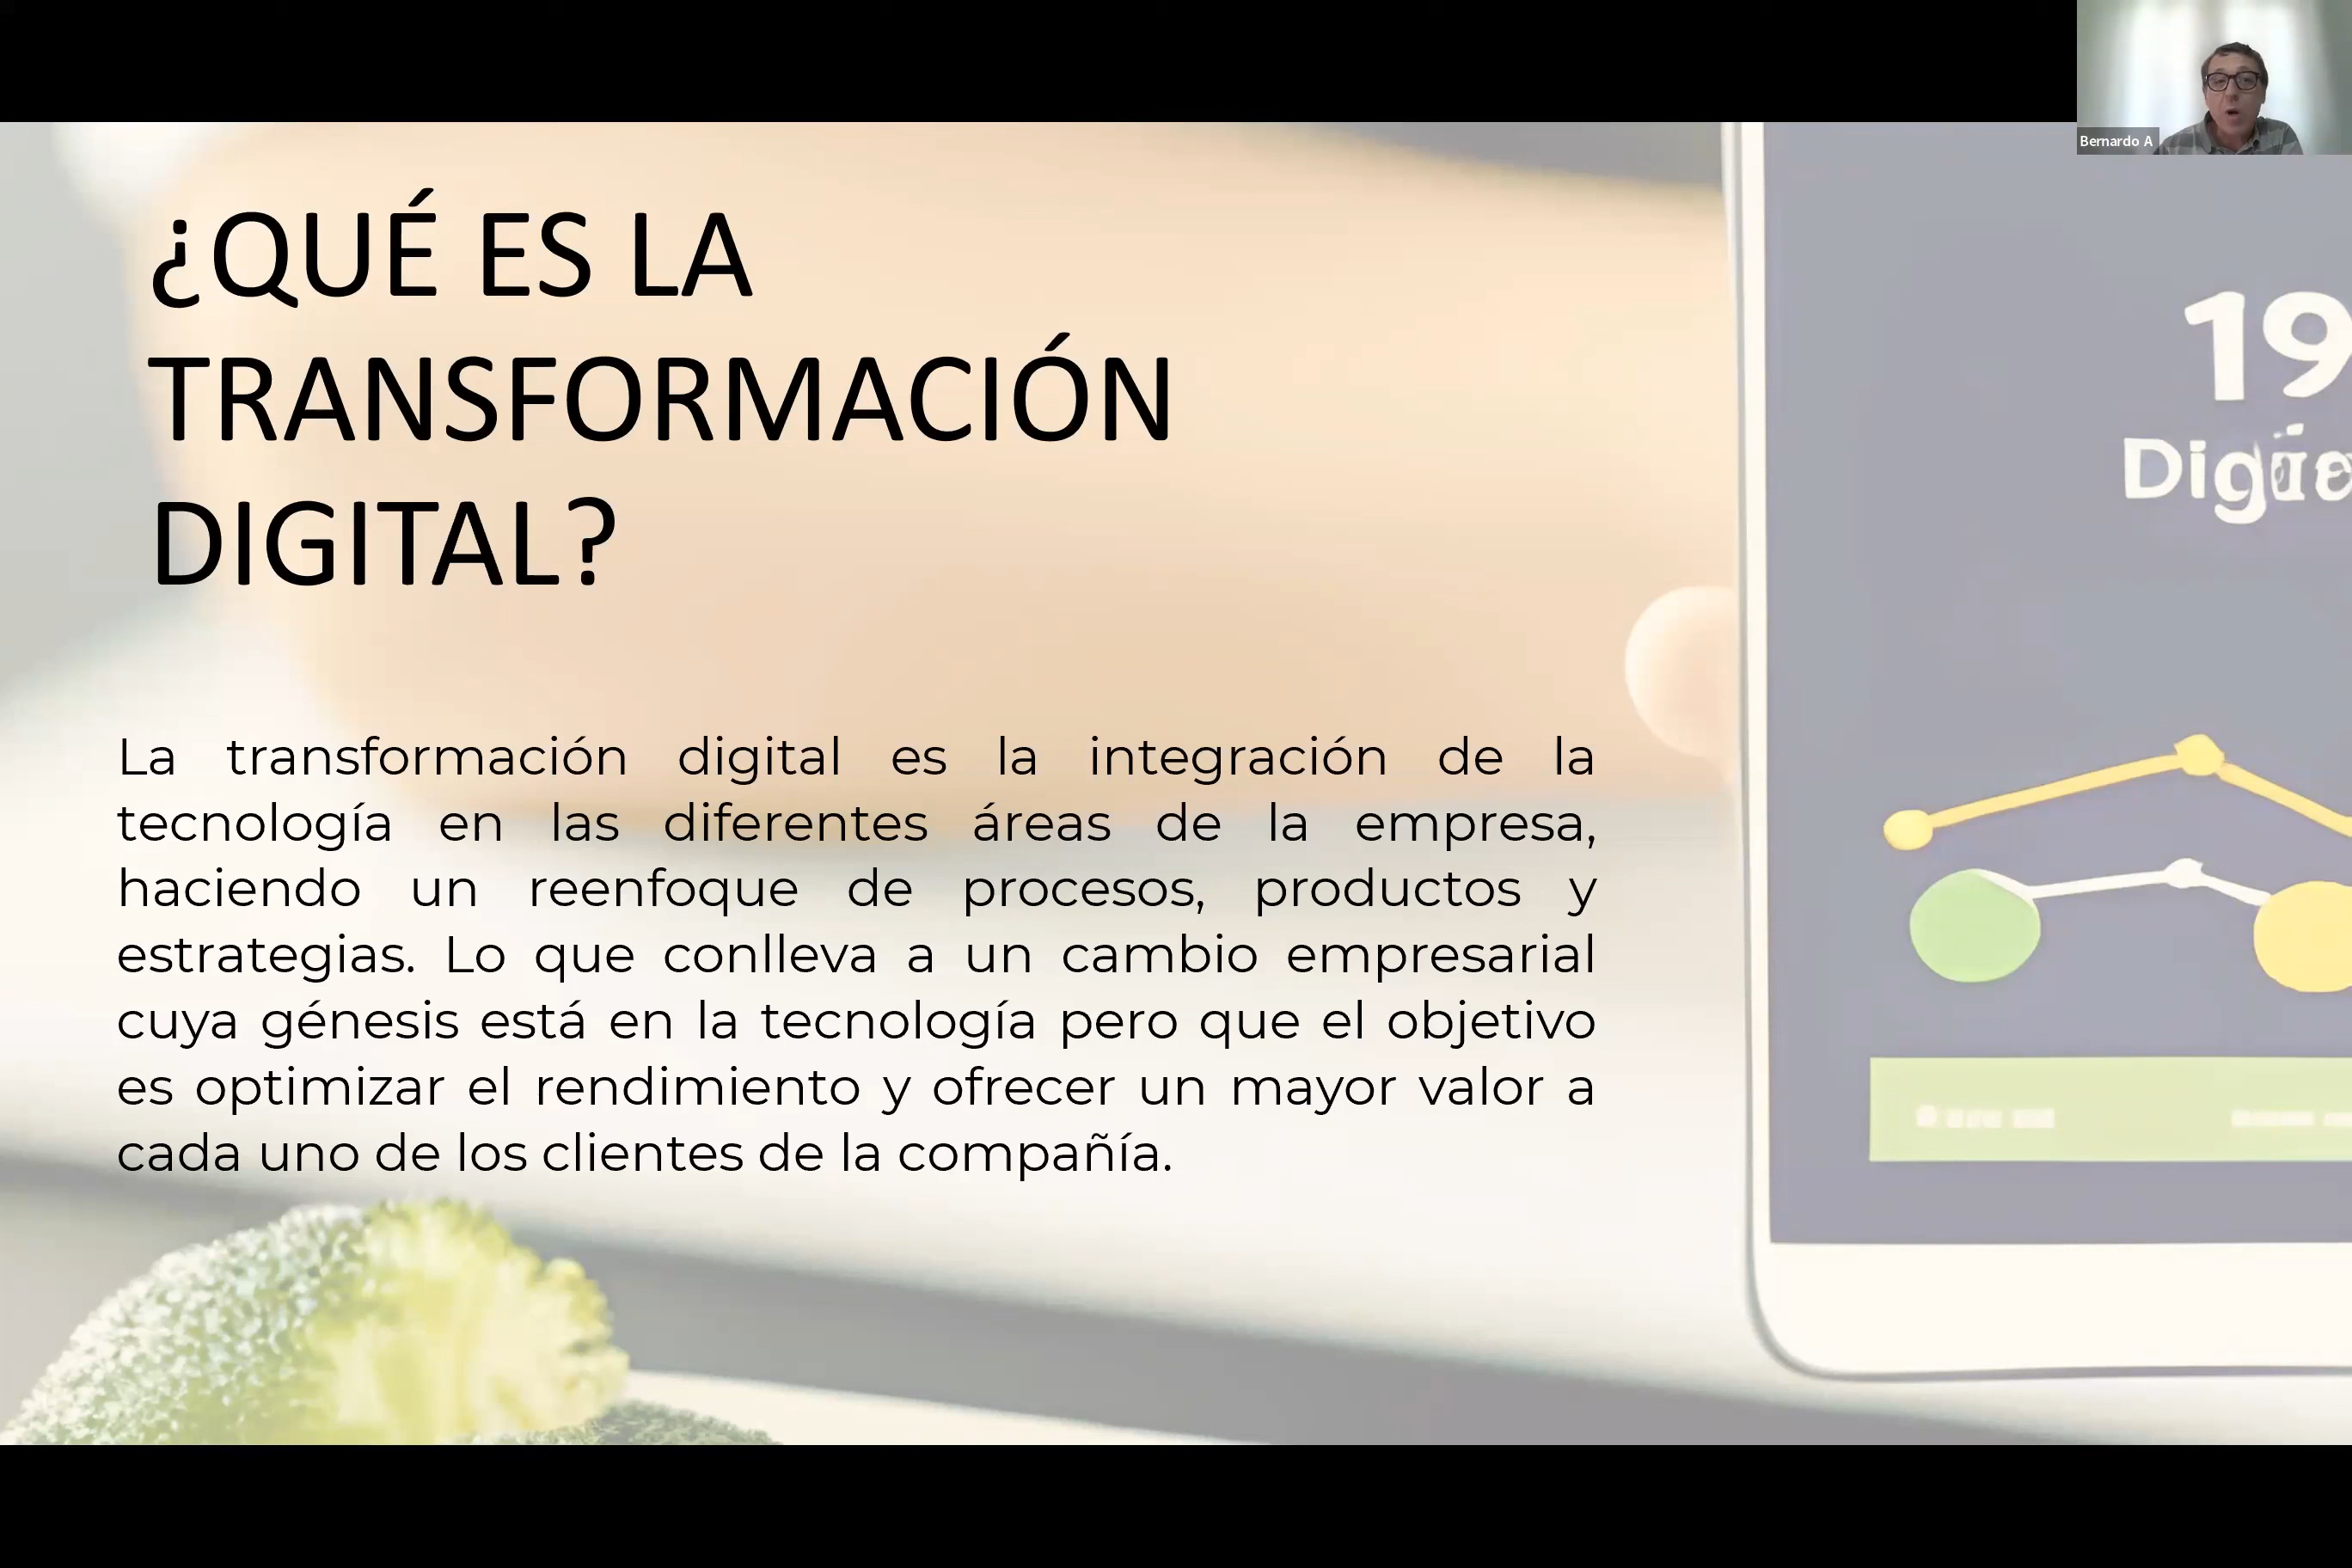 Bernardo A
¿QUÉ ES LA
TRANSFORMACIÓN
DIGITAL?
La transformación digital es la integración de la
tecnología en las diferentes áreas de la empresa,
haciendo un reenfoque de procesos, productos y
estrategias. Lo que conlleva a un cambio empresarial
cuya génesis está en la tecnología pero que el objetivo
es optimizar el rendimiento y ofrecer un mayor valor a
cada uno de los clientes de la compañía.
19